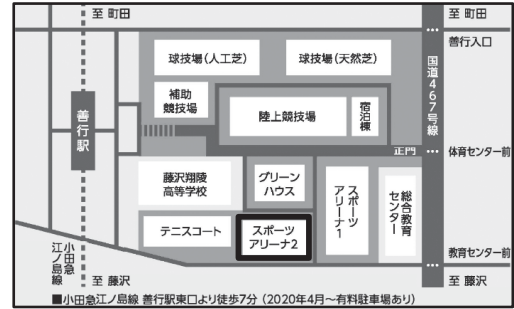 至 町田
至 町田
善行入口
球技場(人工芝)
球技場(天然芝)
補助
競技場
陸上競技場
宿泊棟
国道467号線
善行駅
正門
体育センター前
藤沢翔陵
高等学校
グリーン
ハウス
スポーツ
アリーナ1
総合教育
センター
テニスコート
スポーツ
アリーナ2
教育センター前
小田急
江ノ島線
至 藤沢
至 藤沢
■小田急江ノ島線 善行駅東口より徒歩7分(2020年4月〜有料駐車場あり)